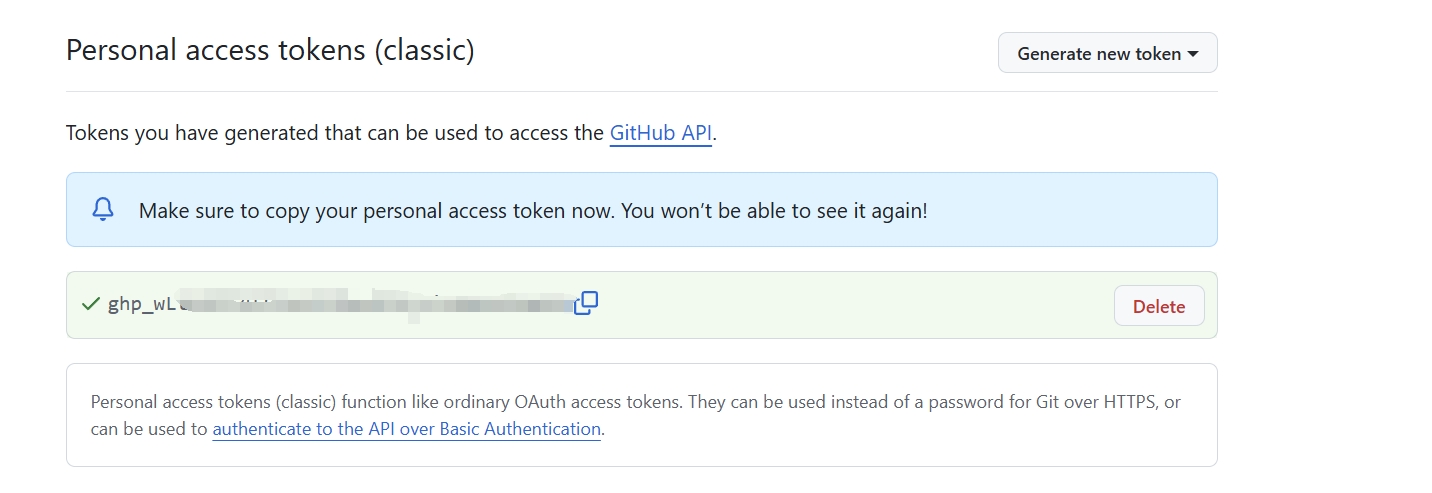 Personal access tokens (classic)
Generate new token
Tokens you have generated that can be used to access the GitHub API.
Make sure to copy your personal access token now. You won’t be able to see it again!
ghp_wL
Delete
Personal access tokens (classic) function like ordinary OAuth access tokens. They can be used instead of a password for Git over HTTPS, or
can be used to authenticate to the API over Basic Authentication.